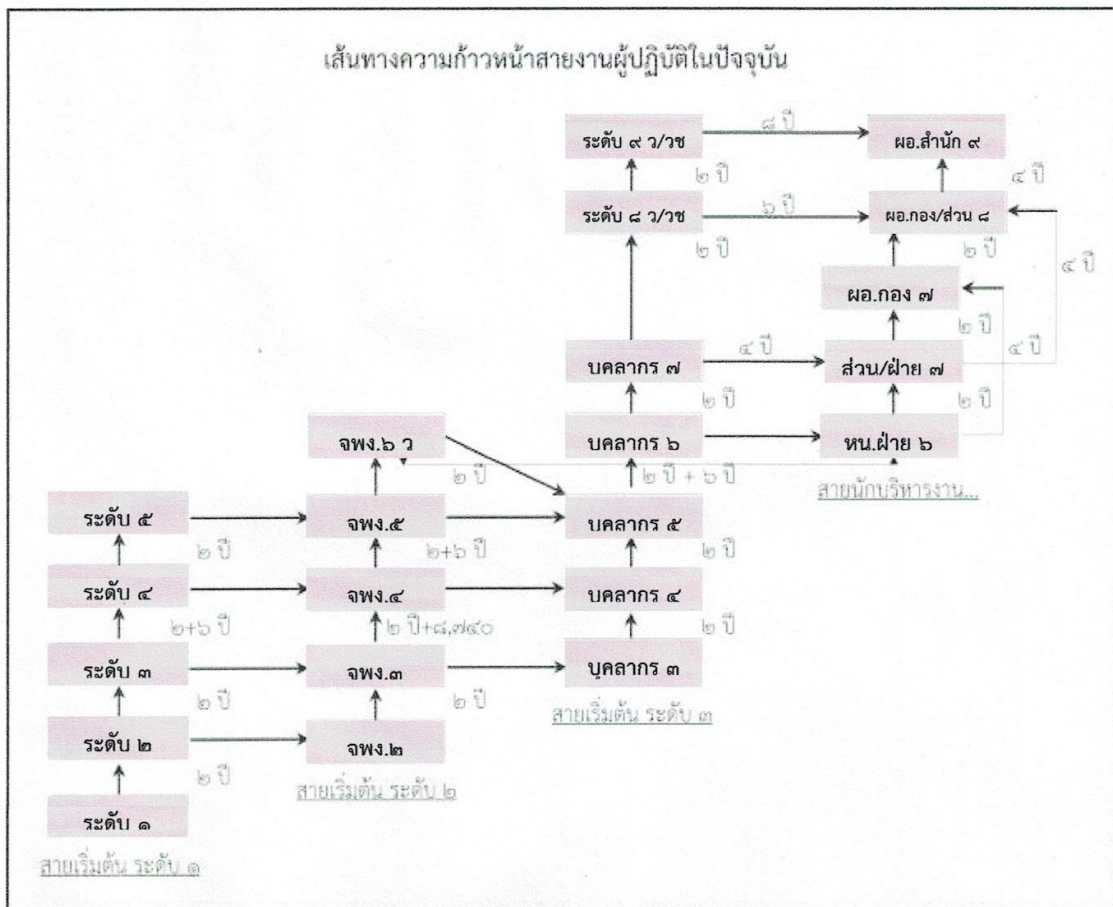 เส้นทางความก้าวหน้าสายงานผู้ปฏิบัติในปัจจุบัน
ระดับ ๙ ว/วช
๘ ปี
ผอ.สำนัก ๙
๒ ปี
๔ ปี
ระดับ ๘ ว/วช
๖ ปี
ผอ.กอง/ส่วน ๘
๒ ปี
๒ ปี
๔ ปี
ผอ.กอง ๗
๒ ปี
บคลากร ๗
๔ ปี
ส่วน/ฝ่าย ๗
๔ ปี
๒ ปี
๒ ปี
จพง.๖ ว
บคลากร ๖
หน.ฝ่าย ๖
๒ ปี
๒ ปี + ๖ ปี
สายนักบริหารงาน...
ระดับ ๕
จพง.๕
บคลากร ๕
๒ ปี
๒+๖ ปี
๒ ปี
ระดับ ๔
จพง.๔
บคลากร ๔
๒+๖ ปี
๒ ปี+๘,๗๔๐
๒ ปี
ระดับ ๓
จพง.๓
บุคลากร ๓
๒ ปี
๒ ปี
สายเริ่มต้น ระดับ ๓
ระดับ ๒
จพง.๒
๒ ปี
สายเริ่มต้น ระดับ ๒
ระดับ ๑
สายเริ่มต้น ระดับ ๑